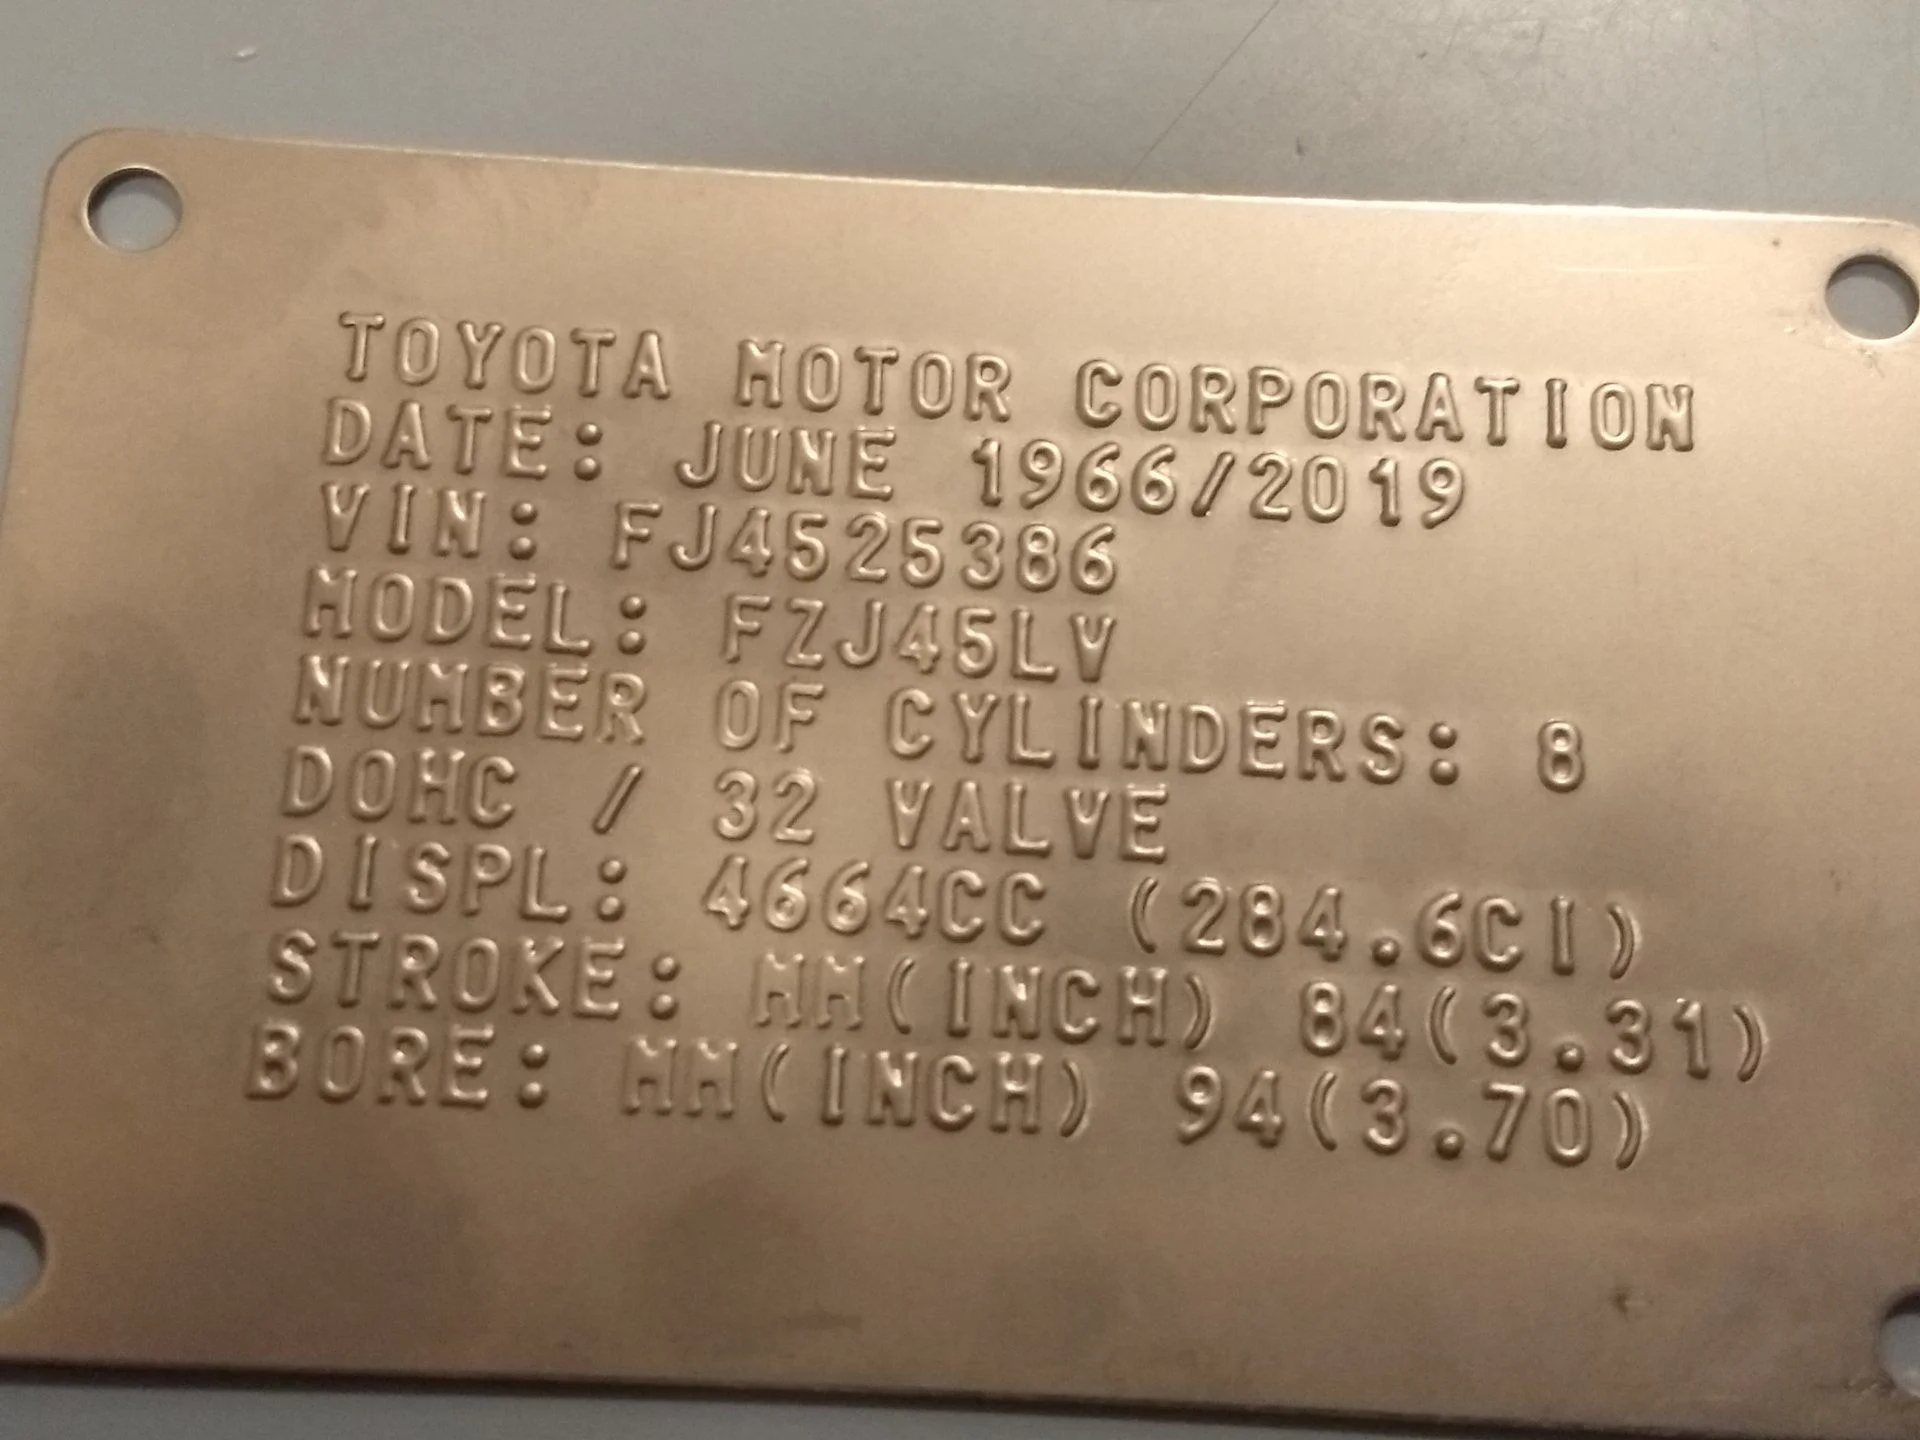 TOYOTA MOTOR CORPORATION
DATE: JUNE 1966/2019
VIN: FJ4525386
MODEL: FZJ45LV
NUMBER OF CYLINDERS: 8
DOHC / 32 VALVE
DISPL: 4664CC (284.6CI)
STROKE: MM(INCH) 84(3.31)
BORE: MM(INCH) 94(3.70)